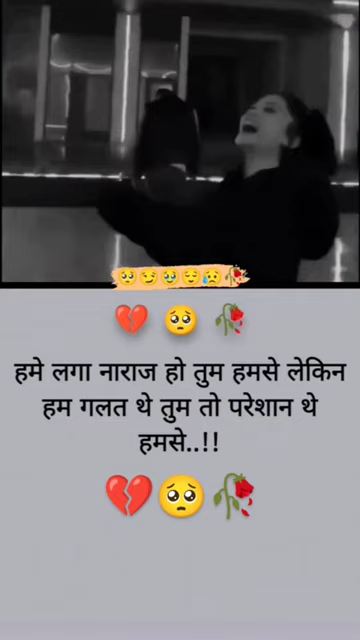 हमे लगा नाराज हो तुम हमसे लेकिन
हम गलत थे तुम तो परेशान थे
हमसे..!!